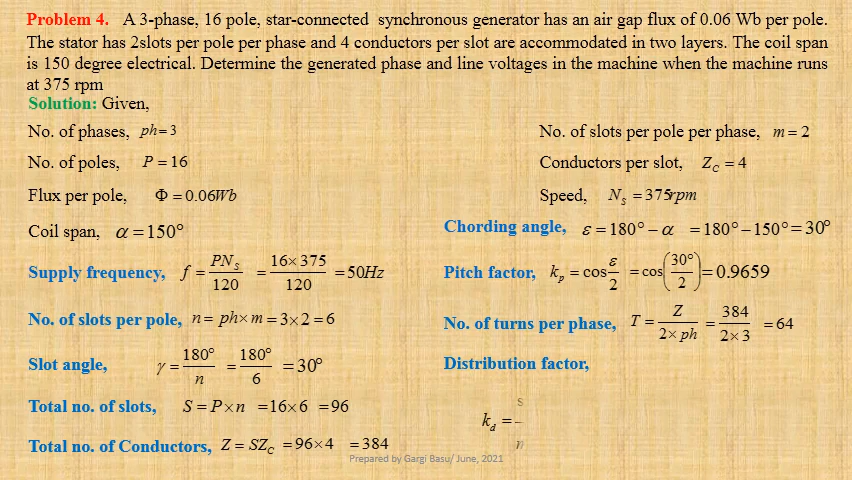 Problem 4. A 3-phase, 16 pole, star-connected synchronous generator has an air gap flux of 0.06 Wb per pole.
The stator has 2slots per pole per phase and 4 conductors per slot are accommodated in two layers. The coil span
is 150 degree electrical. Determine the generated phase and line voltages in the machine when the machine runs
at 375 rpm
Solution: Given,
No. of phases, ph=3
No. of slots per pole per phase, m=2
No. of poles, P=16
Conductors per slot, Z_C=4
Flux per pole, Φ=0.06Wb
Speed, N_s=375rpm
Coil span, α=150°
Chording angle, ε=180°−α =180°−150°=30°
Supply frequency, f = PN_s/120 = 16×375/120 = 50Hz
Pitch factor, k_p = cos ε/2 = cos(30°/2) = 0.9659
No. of slots per pole, n= ph×m=3×2=6
No. of turns per phase, T = Z/(2×ph) = 384/(2×3) = 64
Slot angle, γ = 180°/n = 180°/6 = 30°
Distribution factor,
Total no. of slots, S=P×n =16×6 =96
k_d =
Total no. of Conductors, Z=SZ_C =96×4 =384
Prepared by Gargi Basu/ June, 2021